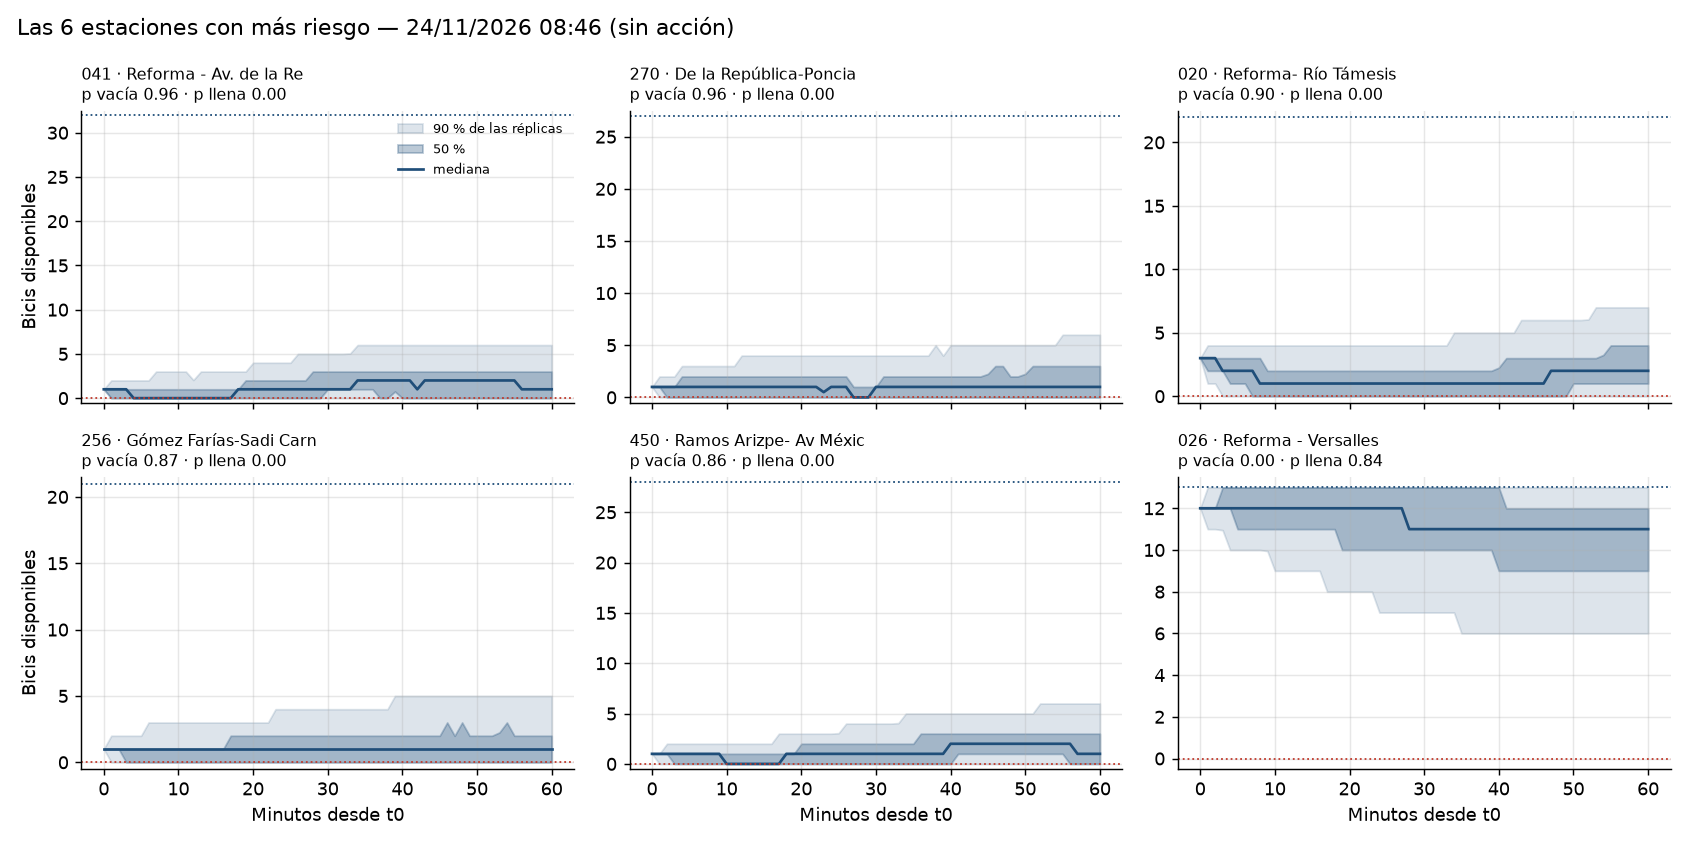 Las 6 estaciones con más riesgo — 24/11/2026 08:46 (sin acción)
041 · Reforma - Av. de la Re
p vacía 0.96 · p llena 0.00
Bicis disponibles
30
25
20
15
10
5
0
90 % de las réplicas
50 %
mediana
270 · De la República-Poncia
p vacía 0.96 · p llena 0.00
25
20
15
10
5
0
020 · Reforma- Río Támesis
p vacía 0.90 · p llena 0.00
20
15
10
5
0
256 · Gómez Farías-Sadi Carn
p vacía 0.87 · p llena 0.00
Bicis disponibles
20
15
10
5
0
0 10 20 30 40 50 60
Minutos desde t0
450 · Ramos Arizpe- Av Méxic
p vacía 0.86 · p llena 0.00
25
20
15
10
5
0
0 10 20 30 40 50 60
Minutos desde t0
026 · Reforma - Versalles
p vacía 0.00 · p llena 0.84
12
10
8
6
4
2
0
0 10 20 30 40 50 60
Minutos desde t0